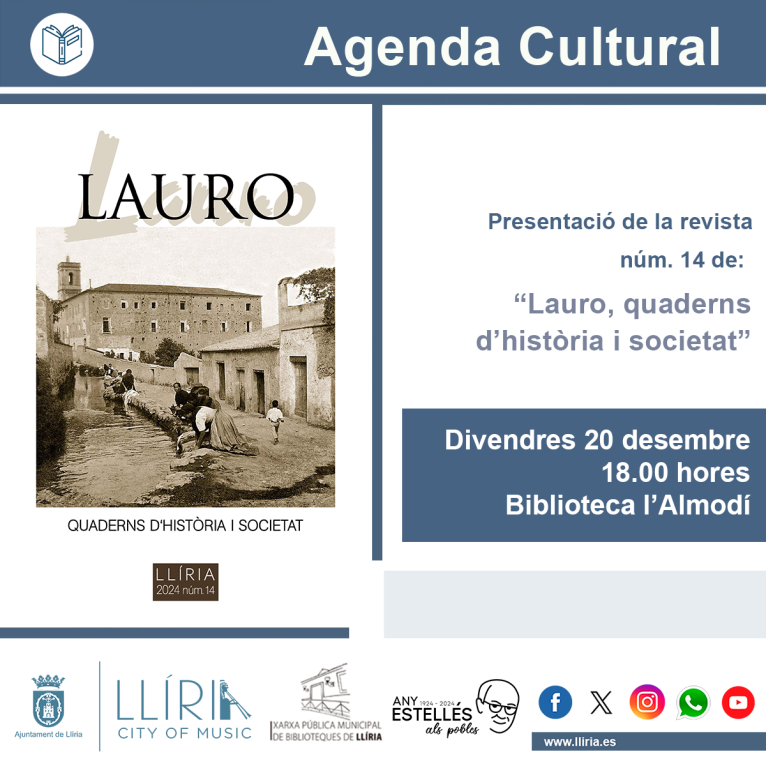 Agenda Cultural
Lauro
LAURO
QUADERNS D'HISTÒRIA I SOCIETAT
LLÍRIA
2024 núm.14
Presentació de la revista
núm. 14 de:
“Lauro, quaderns
d’història i societat”
Divendres 20 desembre
18.00 hores
Biblioteca l’Almodí
Ajuntament de Llíria
LLÍRIA
CITY OF MUSIC
XARXA PÚBLICA MUNICIPAL
DE BIBLIOTEQUES DE LLÍRIA
ANY 1924 - 2024
ESTELLÉS
als pobles
www.lliria.es